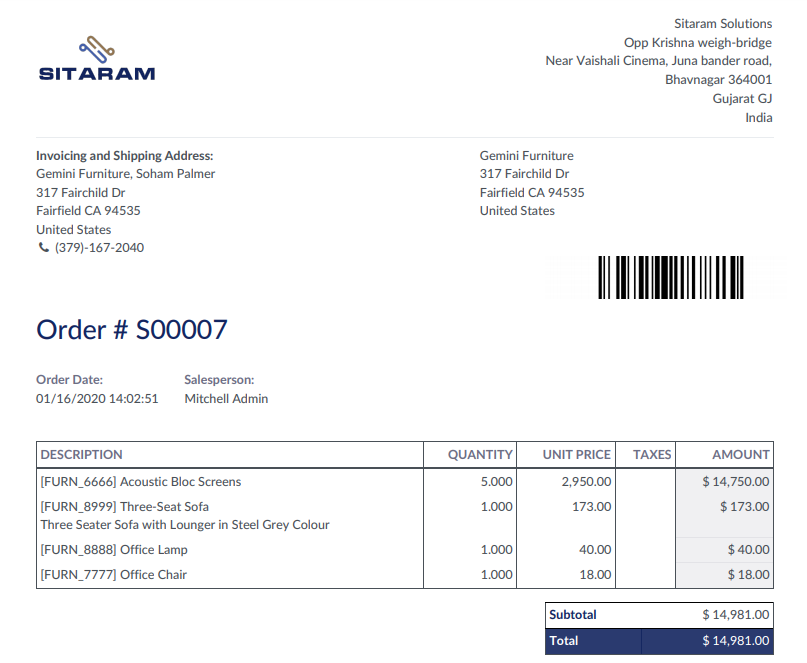 SITARAM
Sitaram Solutions
Opp Krishna weigh-bridge
Near Vaishali Cinema, Juna bander road,
Bhavnagar 364001
Gujarat GJ
India
Invoicing and Shipping Address:
Gemini Furniture, Soham Palmer
317 Fairchild Dr
Fairfield CA 94535
United States
(379)-167-2040
Gemini Furniture
317 Fairchild Dr
Fairfield CA 94535
United States
Order # S00007
Order Date: Salesperson:
01/16/2020 14:02:51 Mitchell Admin
DESCRIPTION QUANTITY UNIT PRICE TAXES AMOUNT
[FURN_6666] Acoustic Bloc Screens 5.000 2,950.00 $ 14,750.00
[FURN_8999] Three-Seat Sofa 1.000 173.00 $ 173.00
Three Seater Sofa with Lounger in Steel Grey Colour
[FURN_8888] Office Lamp 1.000 40.00 $ 40.00
[FURN_7777] Office Chair 1.000 18.00 $ 18.00
Subtotal $ 14,981.00
Total $ 14,981.00